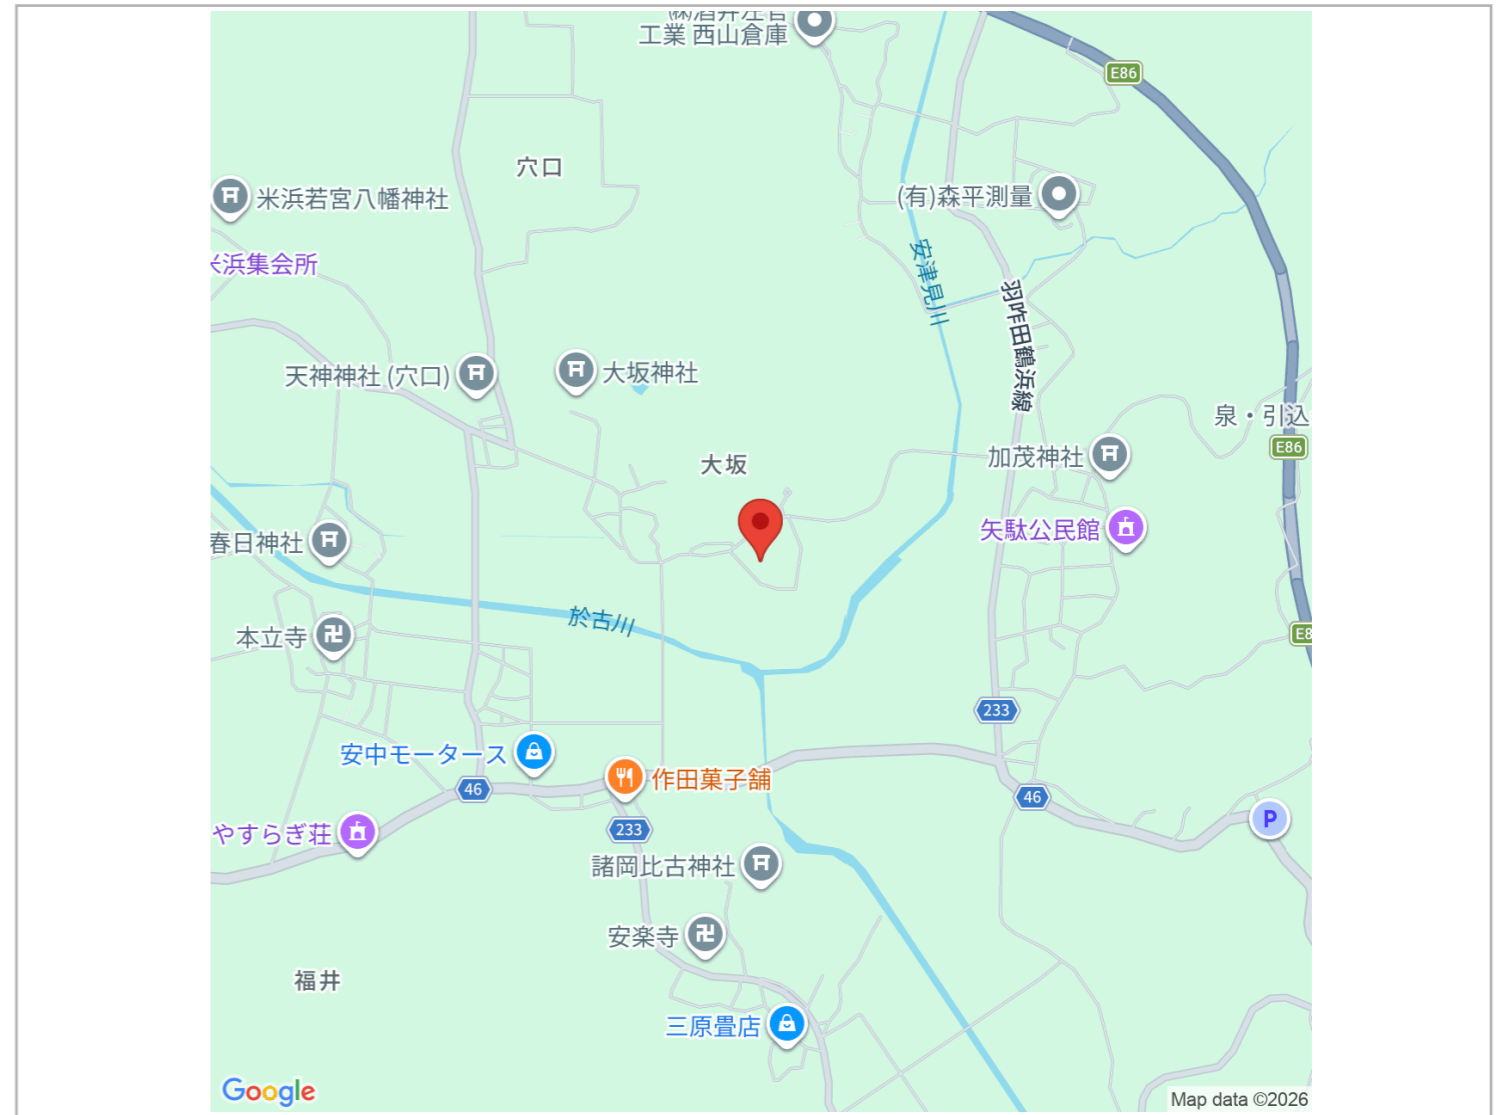 工業 西山倉庫
E86
穴口
米浜若宮八幡神社
(有)森平測量
安津見川
浜集会所
羽咋田鶴浜線
天神神社 (穴口)
大坂神社
泉・引込
E86
大坂
加茂神社
矢駄公民館
春日神社
於古川
本立寺
E8
233
安中モータース
作田菓子舗
46
46
P
やすらぎ荘
233
諸岡比古神社
安楽寺
福井
三原畳店
Google
Map data ©2026